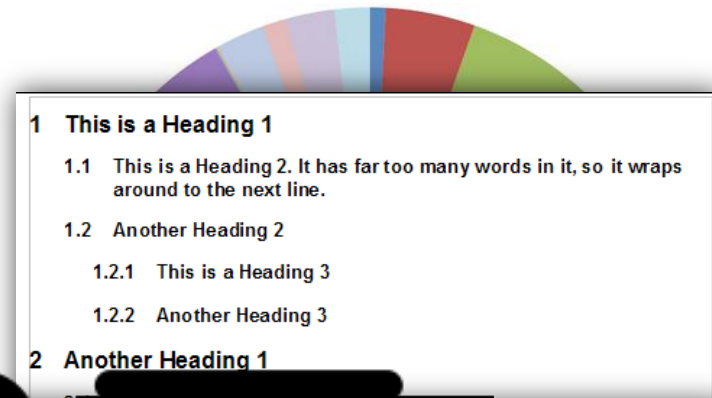 1 This is a Heading 1
1.1 This is a Heading 2. It has far too many words in it, so it wraps
around to the next line.
1.2 Another Heading 2
1.2.1 This is a Heading 3
1.2.2 Another Heading 3
2 Another Heading 1